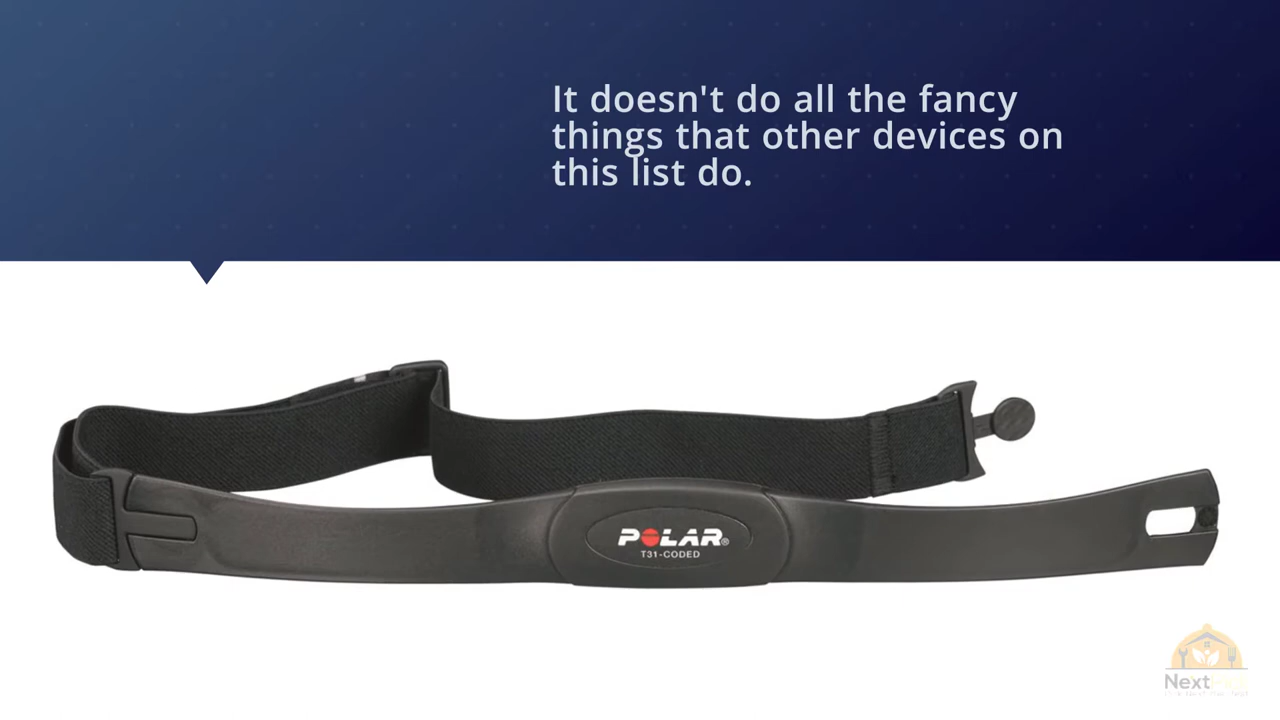 It doesn't do all the fancy
things that other devices on
this list do.
POLAR®
T31-CODED
Next